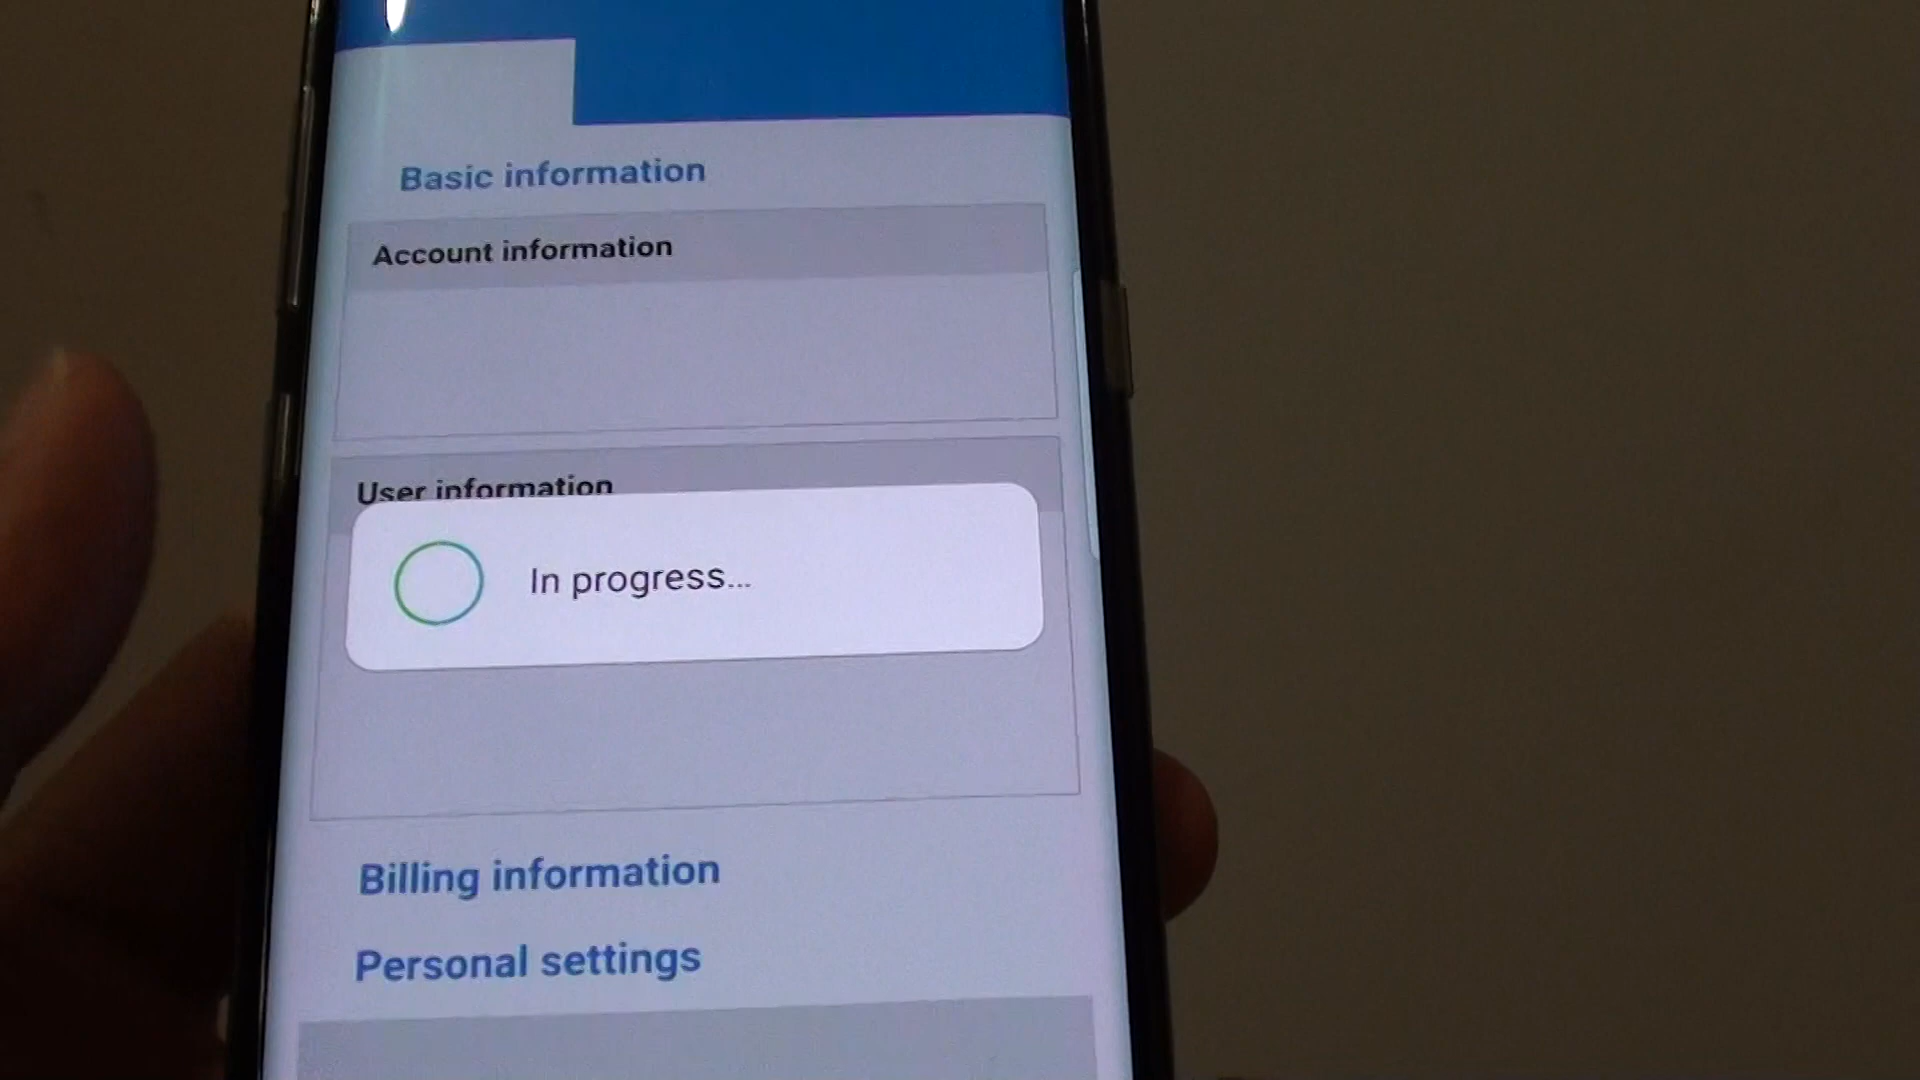 Basic information
Account information
User information
In progress...
Billing information
Personal settings